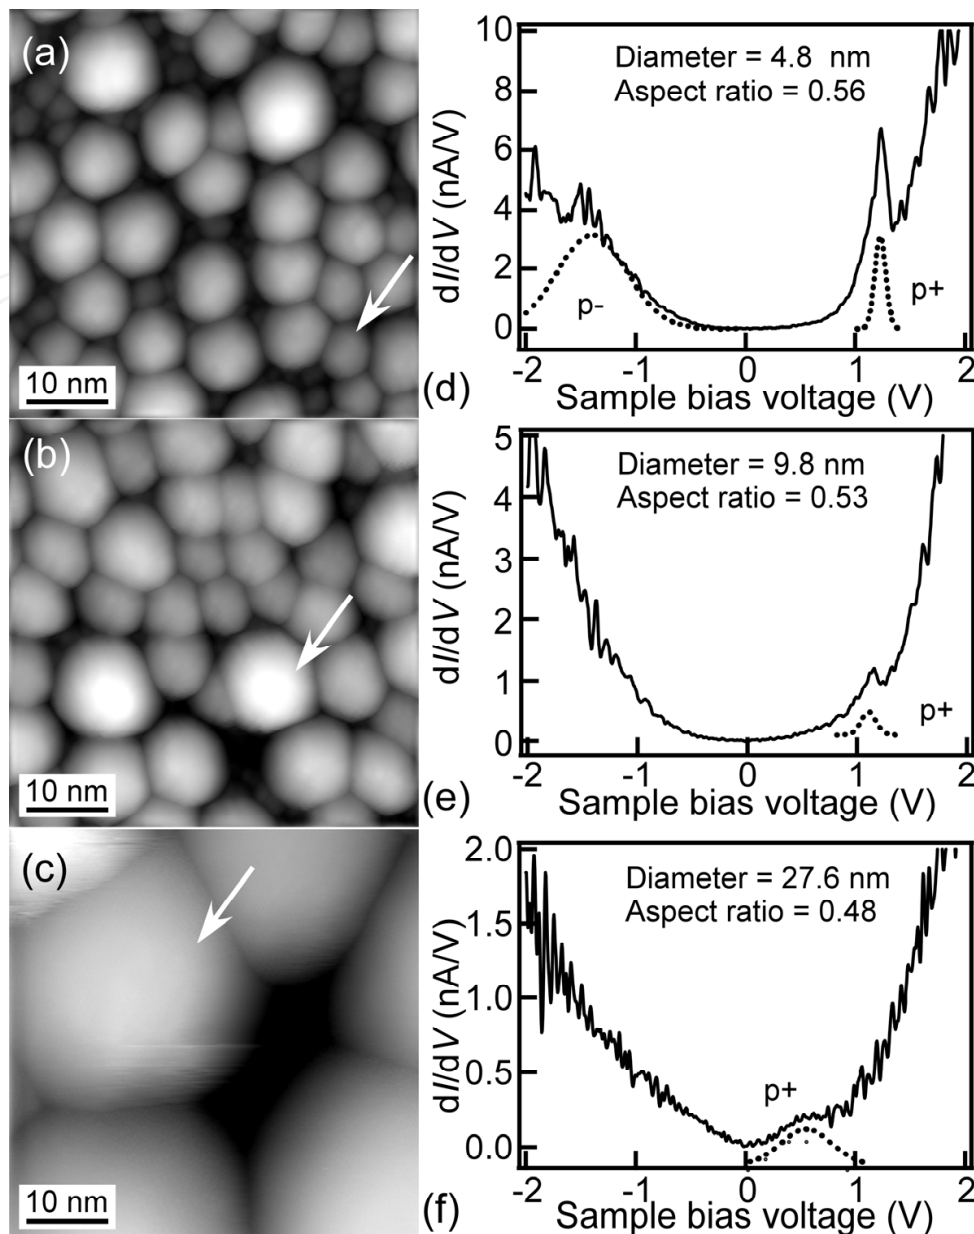 (a)
10 nm
(d)
10
8
6
4
2
0
dI/dV (nA/V)
Diameter = 4.8 nm
Aspect ratio = 0.56
p-
p+
-2
-1
0
1
2
Sample bias voltage (V)
(b)
10 nm
(e)
5
4
3
2
1
0
dI/dV (nA/V)
Diameter = 9.8 nm
Aspect ratio = 0.53
p+
-2
-1
0
1
2
Sample bias voltage (V)
(c)
10 nm
(f)
2.0
1.5
1.0
0.5
0.0
dI/dV (nA/V)
Diameter = 27.6 nm
Aspect ratio = 0.48
p+
-2
-1
0
1
2
Sample bias voltage (V)